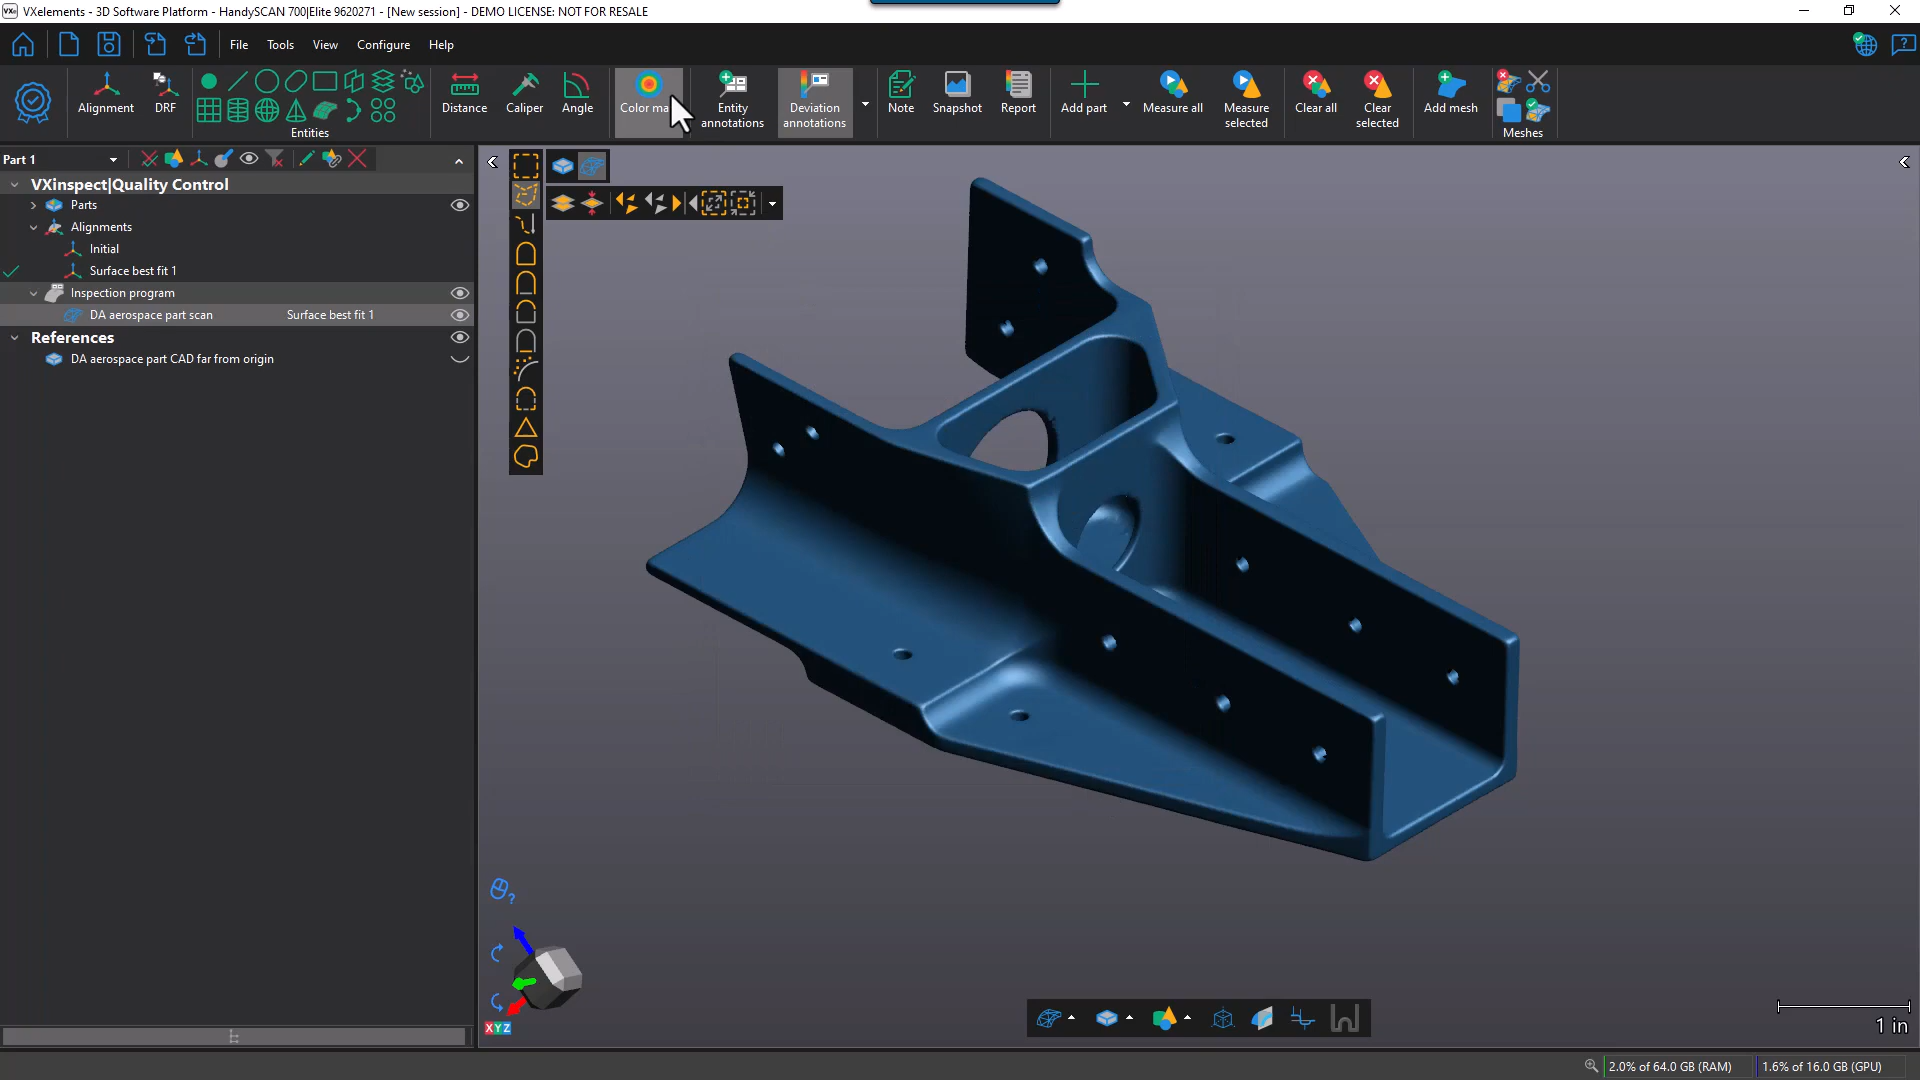 VXelements - 3D Software Platform - HandySCAN 700|Elite 9620271 - [New session] - DEMO LICENSE: NOT FOR RESALE
File Tools View Configure Help
Alignment DRF Entities Distance Caliper Angle Color ma Entity annotations Deviation annotations Note Snapshot Report Add part Measure all Measure selected Clear all Clear selected Add mesh Meshes
Part 1
VXinspect|Quality Control
Parts
Alignments
Initial
Surface best fit 1
Inspection program
DA aerospace part scan Surface best fit 1
References
DA aerospace part CAD far from origin
XYZ
1 in
2.0% of 64.0 GB (RAM) 1.6% of 16.0 GB (GPU)